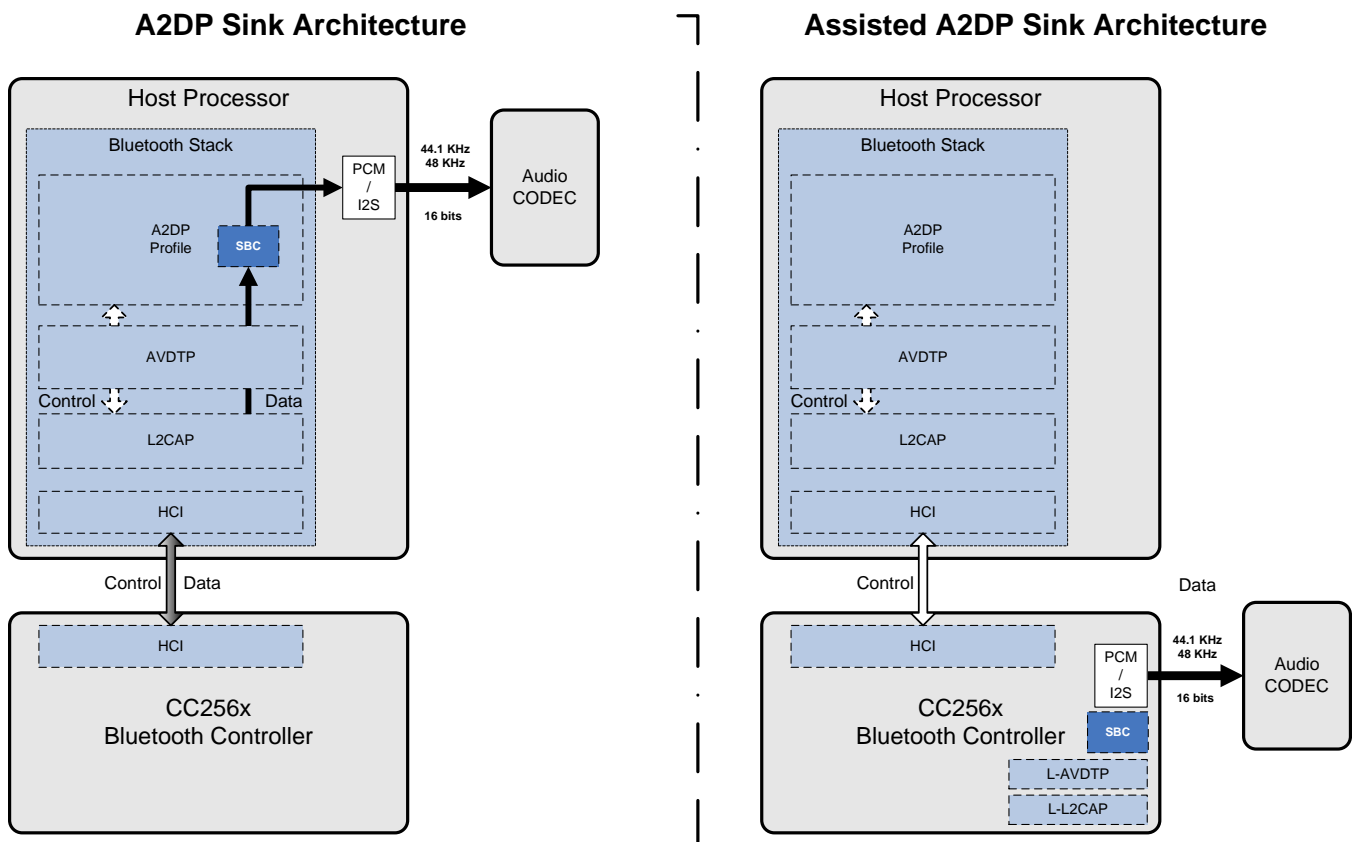 A2DP Sink Architecture
Host Processor
Bluetooth Stack
A2DP
Profile
SBC
PCM
/
I2S
44.1 KHz
48 KHz
16 bits
Audio
CODEC
AVDTP
Control
Data
L2CAP
HCI
Control
Data
HCI
CC256x
Bluetooth Controller
Assisted A2DP Sink Architecture
Host Processor
Bluetooth Stack
A2DP
Profile
AVDTP
Control
L2CAP
HCI
Control
Data
HCI
PCM
/
I2S
44.1 KHz
48 KHz
16 bits
Audio
CODEC
CC256x
Bluetooth Controller
SBC
L-AVDTP
L-L2CAP